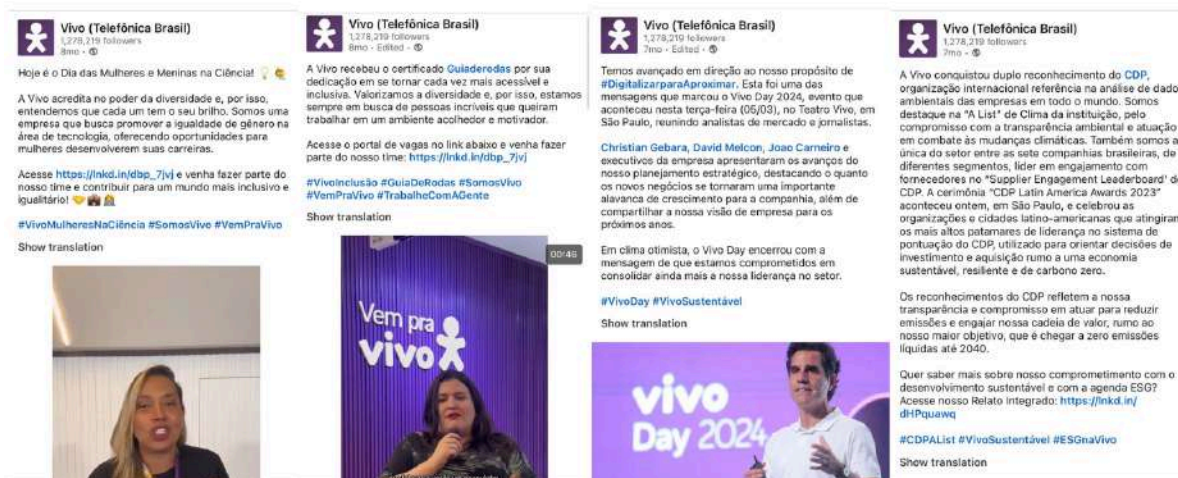 Vivo (Telefônica Brasil)
1,278,219 followers
8mo •
Hoje é o Dia das Mulheres e Meninas na Ciência!
A Vivo acredita no poder da diversidade e, por isso,
entendemos que cada um tem o seu brilho. Somos uma
empresa que busca promover a igualdade de gênero na
área de tecnologia, oferecendo oportunidades para
mulheres desenvolverem suas carreiras.
Acesse https://lnkd.in/dbp_7jvj e venha fazer parte do
nosso time e contribuir para um mundo mais inclusivo e
igualitário!
#VivoMulheresNaCiência #SomosVivo #VemPraVivo
Show translation
Vivo (Telefônica Brasil)
1,278,219 followers
8mo • Edited •
A Vivo recebeu o certificado Guiaderodas por sua
dedicação em se tornar cada vez mais acessível e
inclusiva. Valorizamos a diversidade e, por isso, estamos
sempre em busca de pessoas incríveis que queiram
trabalhar em um ambiente acolhedor e motivador.
Acesse o portal de vagas no link abaixo e venha fazer
parte do nosso time: https://lnkd.in/dbp_7jvj
#VivoInclusão #GuiaDeRodas #SomosVivo
#VemPraVivo #TrabalheComAGente
Show translation
00:46
Vem pra
vivo
Vivo (Telefônica Brasil)
1,278,219 followers
7mo • Edited •
Temos avançado em direção ao nosso propósito de
#DigitalizarparaAproximar. Esta foi uma das
mensagens que marcou o Vivo Day 2024, evento que
aconteceu nesta terça-feira (05/03), no Teatro Vivo, em
São Paulo, reunindo analistas de mercado e jornalistas.
Christian Gebara, David Melcon, Joao Carneiro e
executivos da empresa apresentaram os avanços do
nosso planejamento estratégico, destacando o quanto
os novos negócios se tornaram uma importante
alavanca de crescimento para a companhia, além de
compartilhar a nossa visão de empresa para os
próximos anos.
Em clima otimista, o Vivo Day encerrou com a
mensagem de que estamos comprometidos em
consolidar ainda mais a nossa liderança no setor.
#VivoDay #VivoSustentável
Show translation
vivo
Day 2024
Vivo (Telefônica Brasil)
1,278,219 followers
7mo •
A Vivo conquistou duplo reconhecimento do CDP,
organização internacional referência na análise de dado
ambientais das empresas em todo o mundo. Somos
destaque na "A List" de Clima da instituição, pelo
compromisso com a transparência ambiental e atuação
em combate às mudanças climáticas. Também somos a
única do setor entre as sete companhias brasileiras, de
diferentes segmentos, líder em engajamento com
fornecedores no "Supplier Engagement Leaderboard' d
CDP. A cerimônia "CDP Latin America Awards 2023"
aconteceu ontem, em São Paulo, e celebrou as
organizações e cidades latino-americanas que atingiram
os mais altos patamares de liderança no sistema de
pontuação do CDP, utilizado para orientar decisões de
investimento e aquisição rumo a uma economia
sustentável, resiliente e de carbono zero.
Os reconhecimentos do CDP refletem a nossa
transparência e compromisso em atuar para reduzir
emissões e engajar nossa cadeia de valor, rumo ao
nosso maior objetivo, que é chegar a zero emissões
líquidas até 2040.
Quer saber mais sobre nosso comprometimento com o
desenvolvimento sustentável e com a agenda ESG?
Acesse nosso Relato Integrado: https://lnkd.in/
dHPquawq
#CDPAList #VivoSustentável #ESGnaVivo
Show translation